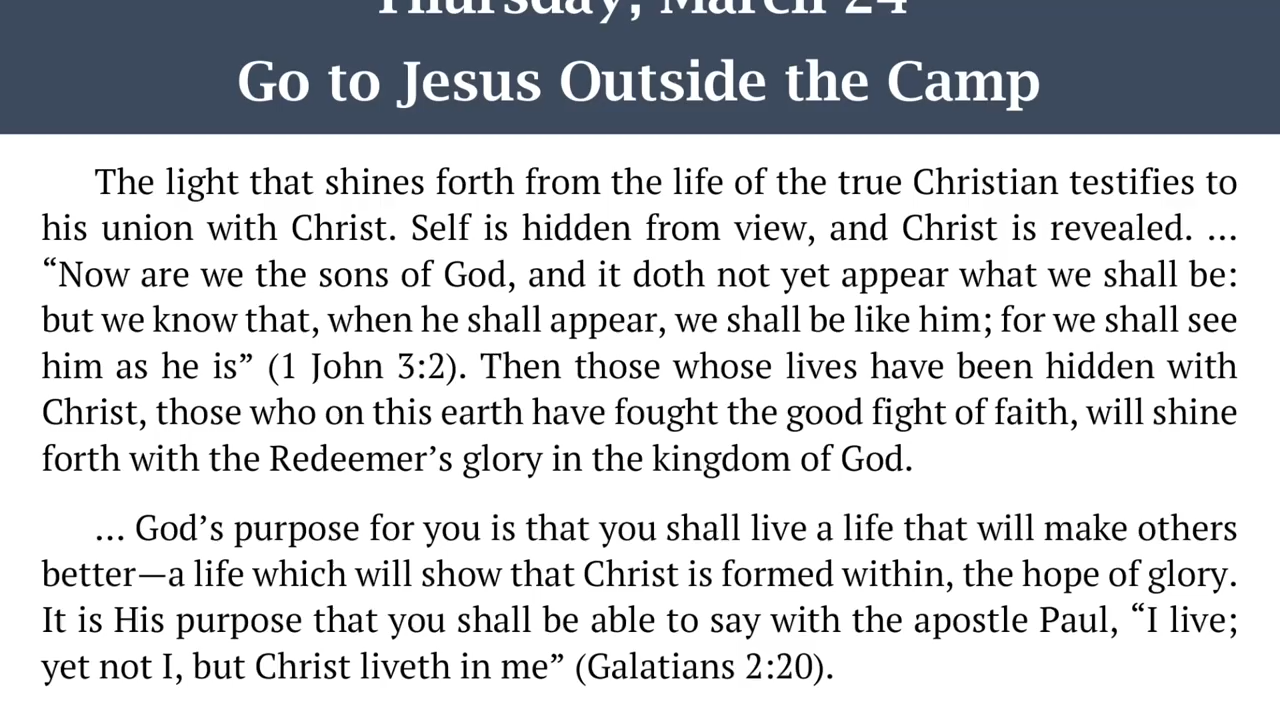 Thursday, March 24
Go to Jesus Outside the Camp
The light that shines forth from the life of the true Christian testifies to
his union with Christ. Self is hidden from view, and Christ is revealed. ...
“Now are we the sons of God, and it doth not yet appear what we shall be:
but we know that, when he shall appear, we shall be like him; for we shall see
him as he is” (1 John 3:2). Then those whose lives have been hidden with
Christ, those who on this earth have fought the good fight of faith, will shine
forth with the Redeemer’s glory in the kingdom of God.
... God’s purpose for you is that you shall live a life that will make others
better—a life which will show that Christ is formed within, the hope of glory.
It is His purpose that you shall be able to say with the apostle Paul, “I live;
yet not I, but Christ liveth in me” (Galatians 2:20).